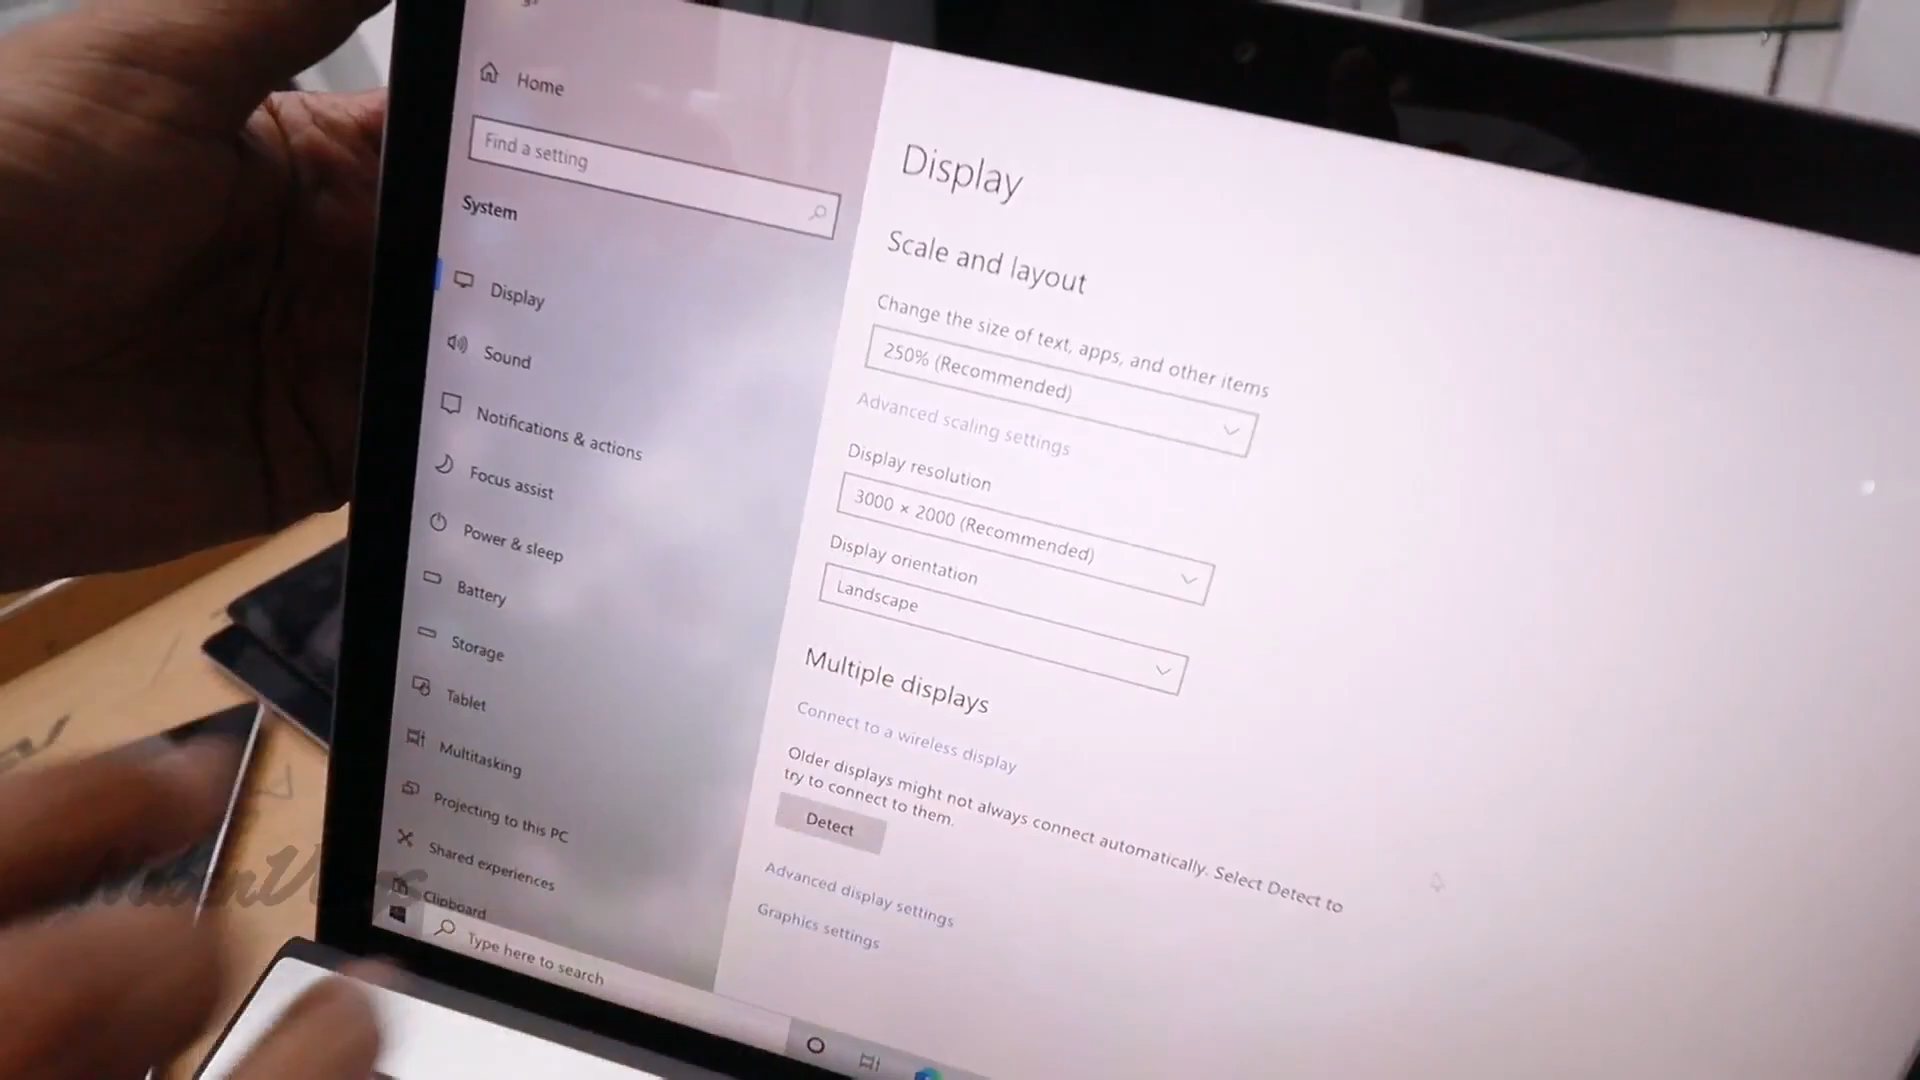 Home
Find a setting
System
Display
Sound
Notifications & actions
Focus assist
Power & sleep
Battery
Storage
Tablet
Multitasking
Projecting to this PC
Shared experiences
Clipboard
Type here to search
Display
Scale and layout
Change the size of text, apps, and other items
250% (Recommended)
Advanced scaling settings
Display resolution
3000 × 2000 (Recommended)
Display orientation
Landscape
Multiple displays
Connect to a wireless display
Older displays might not always connect automatically. Select Detect to
try to connect to them.
Detect
Advanced display settings
Graphics settings